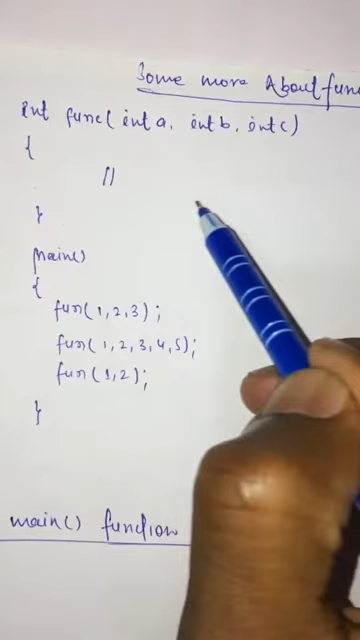 Some more About func
int func( int a, int b, int c)
{
//
}
main()
{
fun( 1, 2, 3) ;
fun( 1, 2, 3, 4, 5) ;
fun( 1, 2) ;
}
main() function